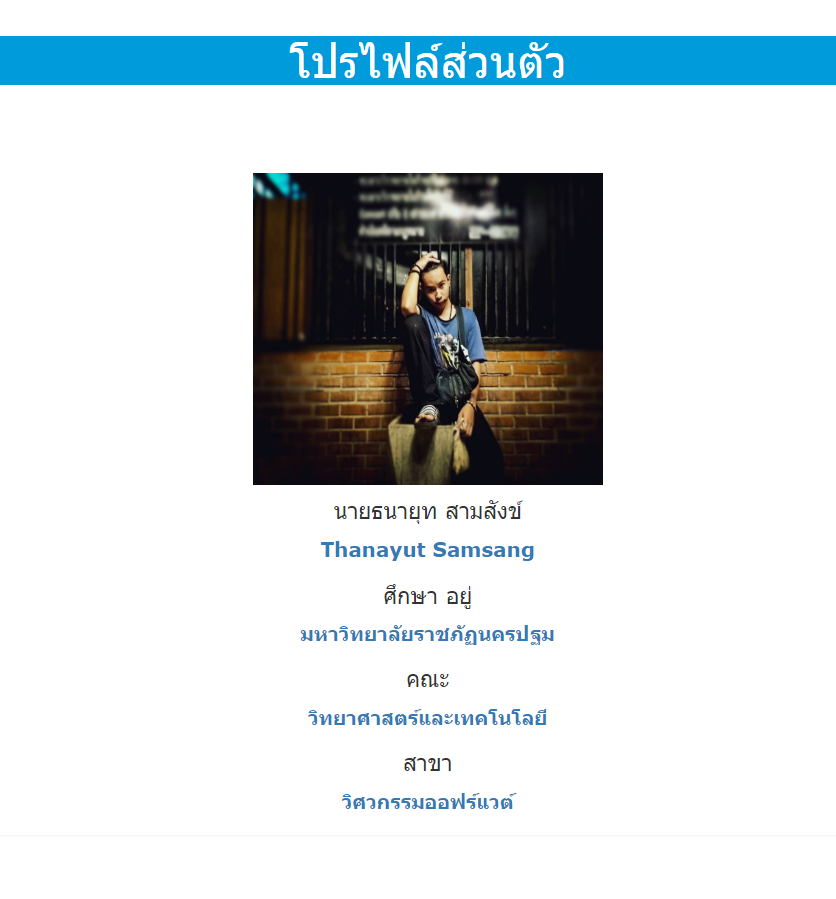 โปรไฟล์ส่วนตัว
นายธนายุท สามสังข์
Thanayut Samsang
ศึกษา อยู่
มหาวิทยาลัยราชภัฏนครปฐม
คณะ
วิทยาศาสตร์และเทคโนโลยี
สาขา
วิศวกรรมออฟร์แวต์